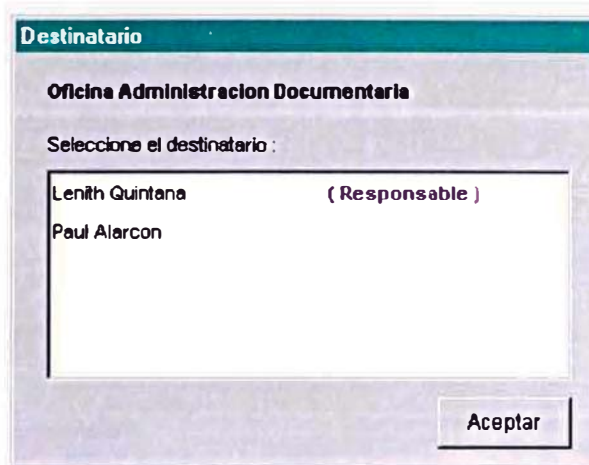 Destinatario
Oficina Administracion Documentaria
Seleccione el destinatario :
Lenith Quintana ( Responsable )
Paul Alarcon
Aceptar